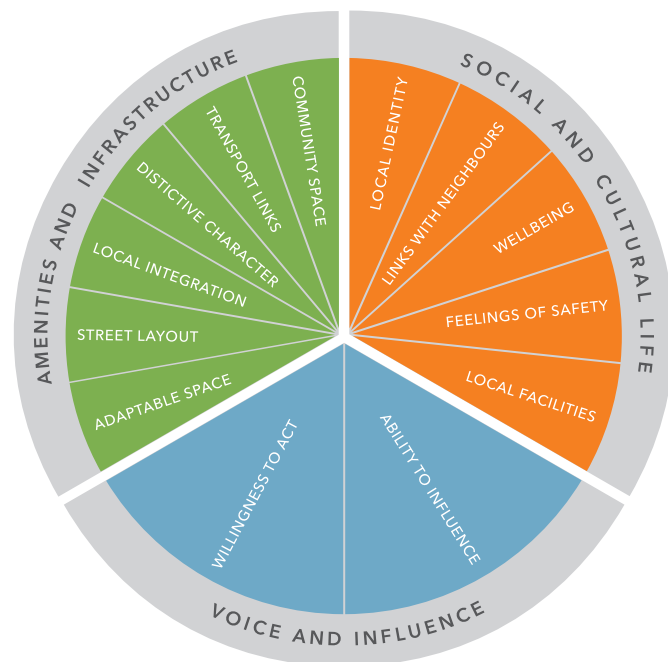 AMENITIES AND INFRASTRUCTURE
COMMUNITY SPACE
TRANSPORT LINKS
DISTICTIVE CHARACTER
LOCAL INTEGRATION
STREET LAYOUT
ADAPTABLE SPACE
SOCIAL AND CULTURAL LIFE
LOCAL IDENTITY
LINKS WITH NEIGHBOURS
WELLBEING
FEELINGS OF SAFETY
LOCAL FACILITIES
WILLINGNESS TO ACT
ABILITY TO INFLUENCE
VOICE AND INFLUENCE